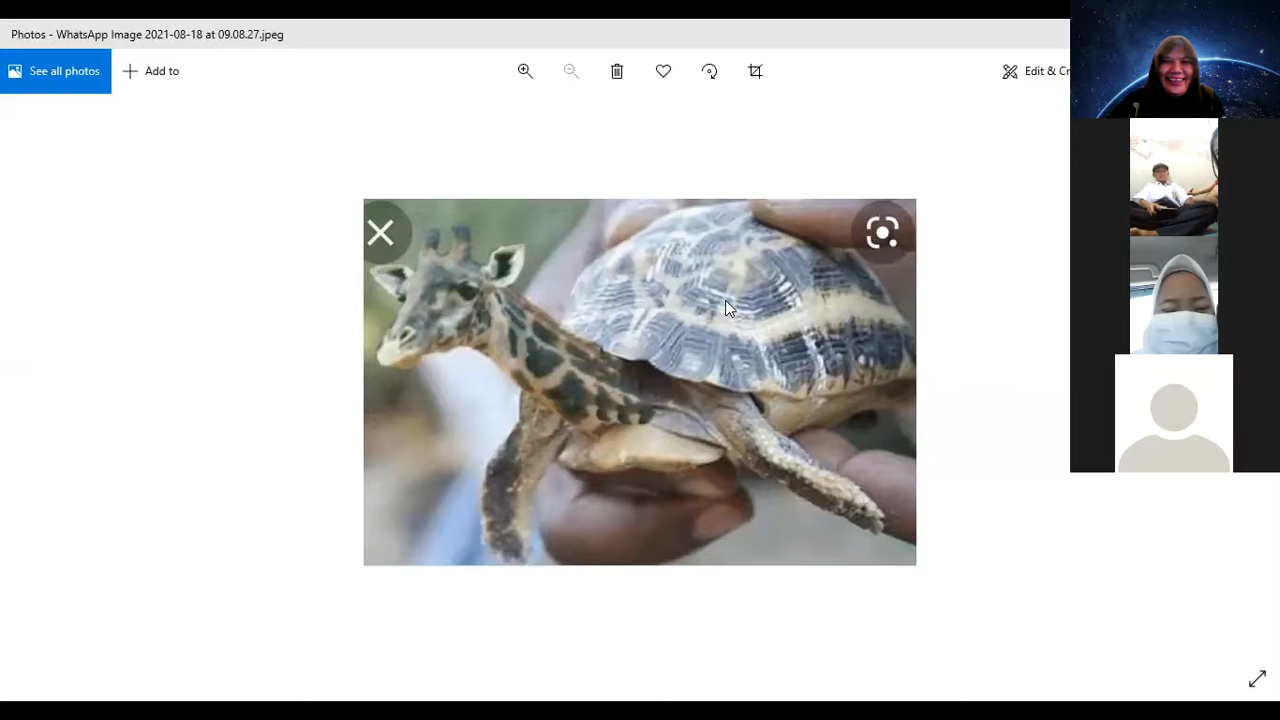 Photos - WhatsApp Image 2021-08-18 at 09.08.27.jpeg
See all photos
Add to
Edit & Cr